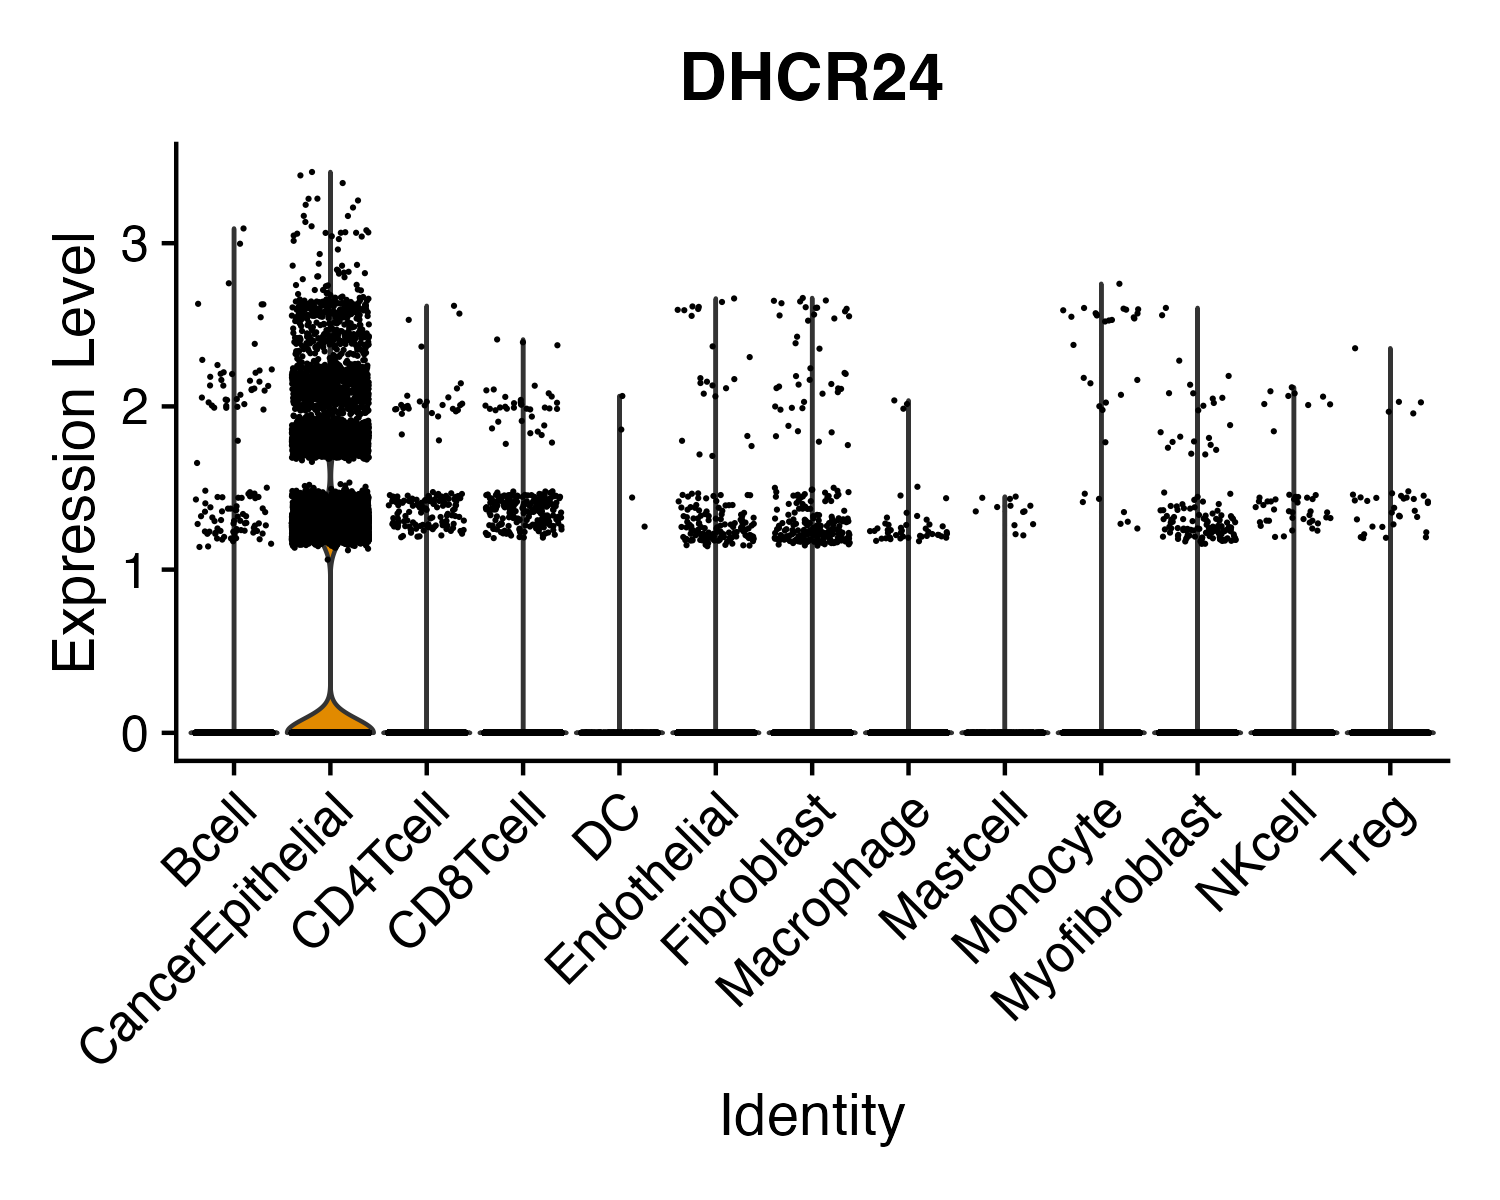 DHCR24
Expression Level
3
2
1
0
Bcell
CancerEpithelial
CD4Tcell
CD8Tcell
DC
Endothelial
Fibroblast
Macrophage
Mastcell
Monocyte
Myofibroblast
NKcell
Treg
Identity